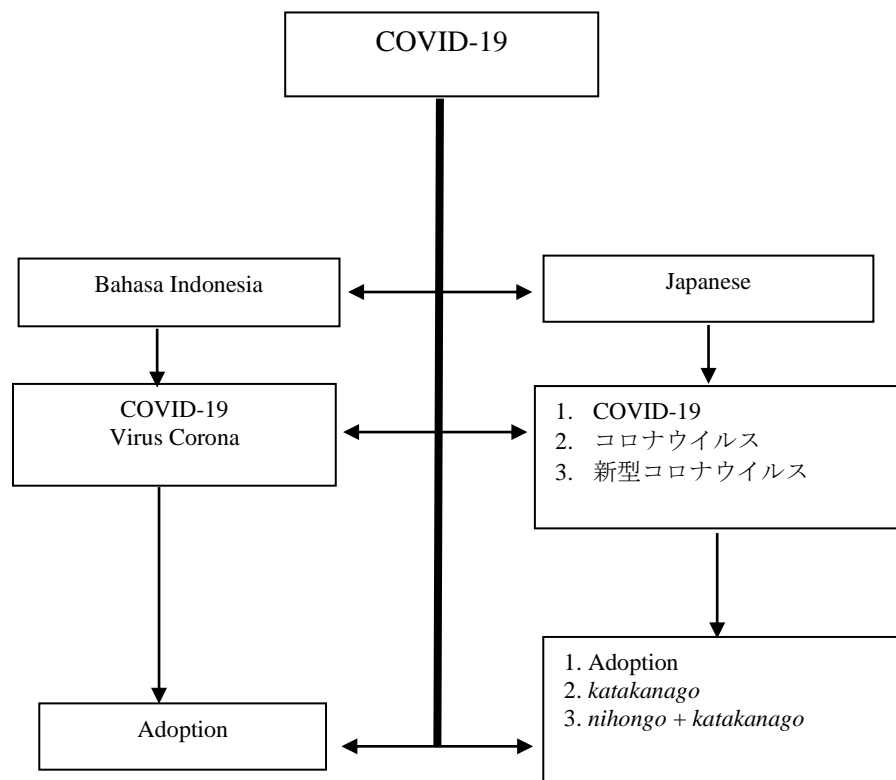 COVID-19
Bahasa Indonesia
Japanese
COVID-19
Virus Corona
1. COVID-19
2. コロナウイルス
3. 新型コロナウイルス
Adoption
1. Adoption
2. katakanago
3. nihongo + katakanago